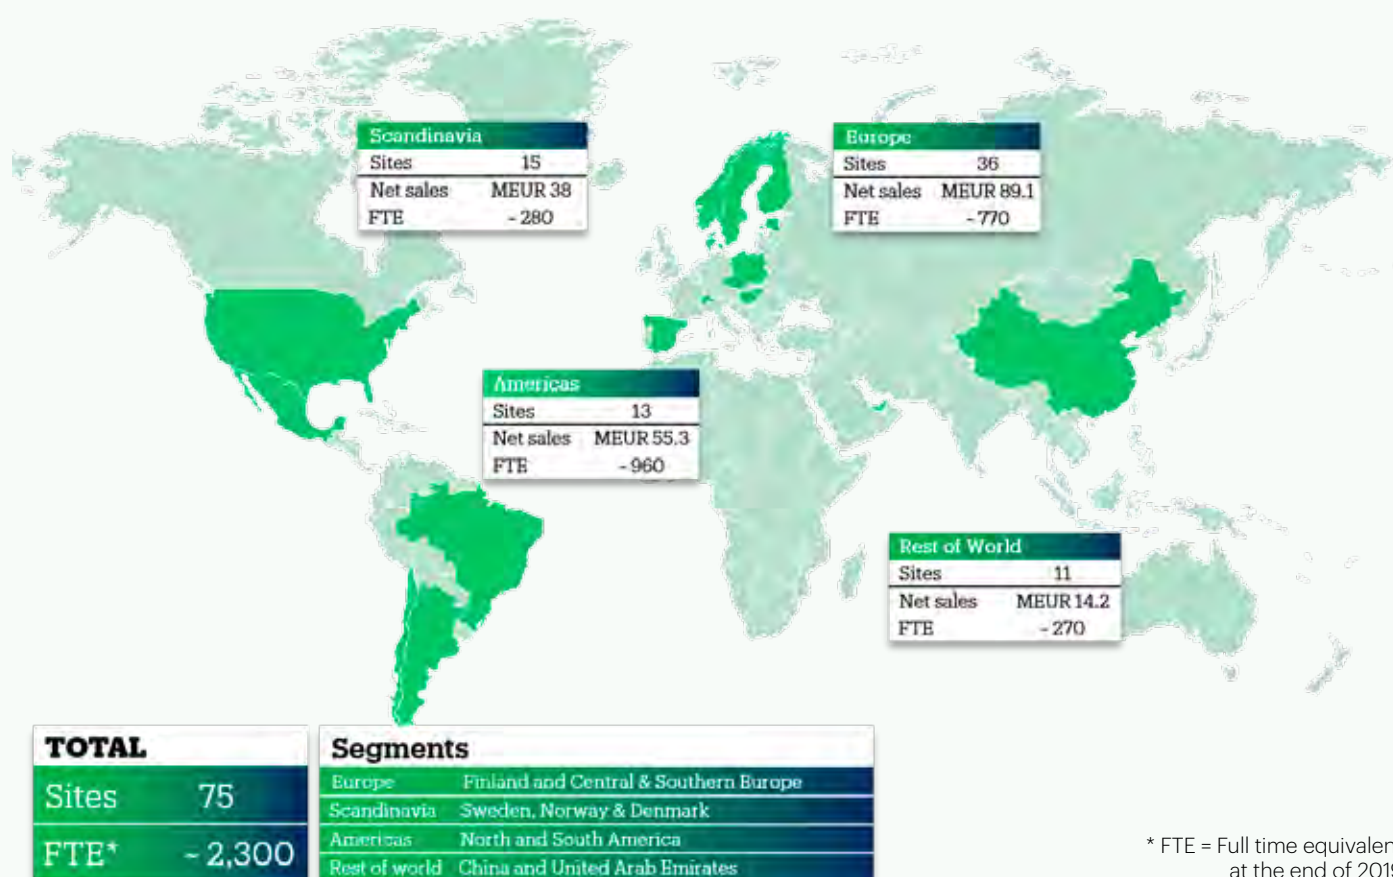 Scandinavia
Sites 15
Net sales MEUR 38
FTE ~ 280
Europe
Sites 36
Net sales MEUR 89.1
FTE ~ 770
Americas
Sites 13
Net sales MEUR 55.3
FTE ~ 960
Rest of World
Sites 11
Net sales MEUR 14.2
FTE ~ 270
TOTAL
Sites 75
FTE* ~ 2,300
Segments
Europe Finland and Central & Southern Europe
Scandinavia Sweden, Norway & Denmark
Americas North and South America
Rest of world China and United Arab Emirates
* FTE = Full time equivalen
at the end of 2019